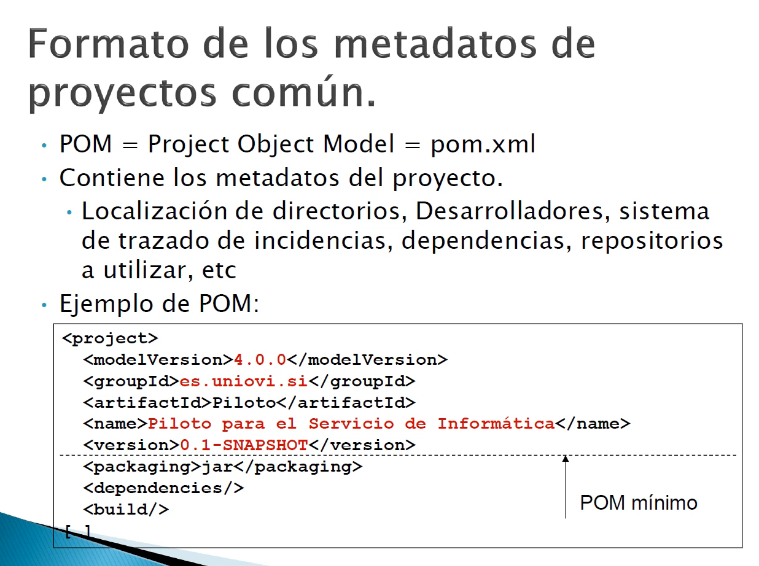 Formato de los metadatos de
proyectos común.
• POM = Project Object Model = pom.xml
• Contiene los metadatos del proyecto.
• Localización de directorios, Desarrolladores, sistema
de trazado de incidencias, dependencias, repositorios
a utilizar, etc
• Ejemplo de POM:
<project>
<modelVersion>4.0.0</modelVersion>
<groupId>es.uniovi.si</groupId>
<artifactId>Piloto</artifactId>
<name>Piloto para el Servicio de Informática</name>
<version>0.1-SNAPSHOT</version>
<packaging>jar</packaging>
<dependencies/>
<build/>
POM mínimo